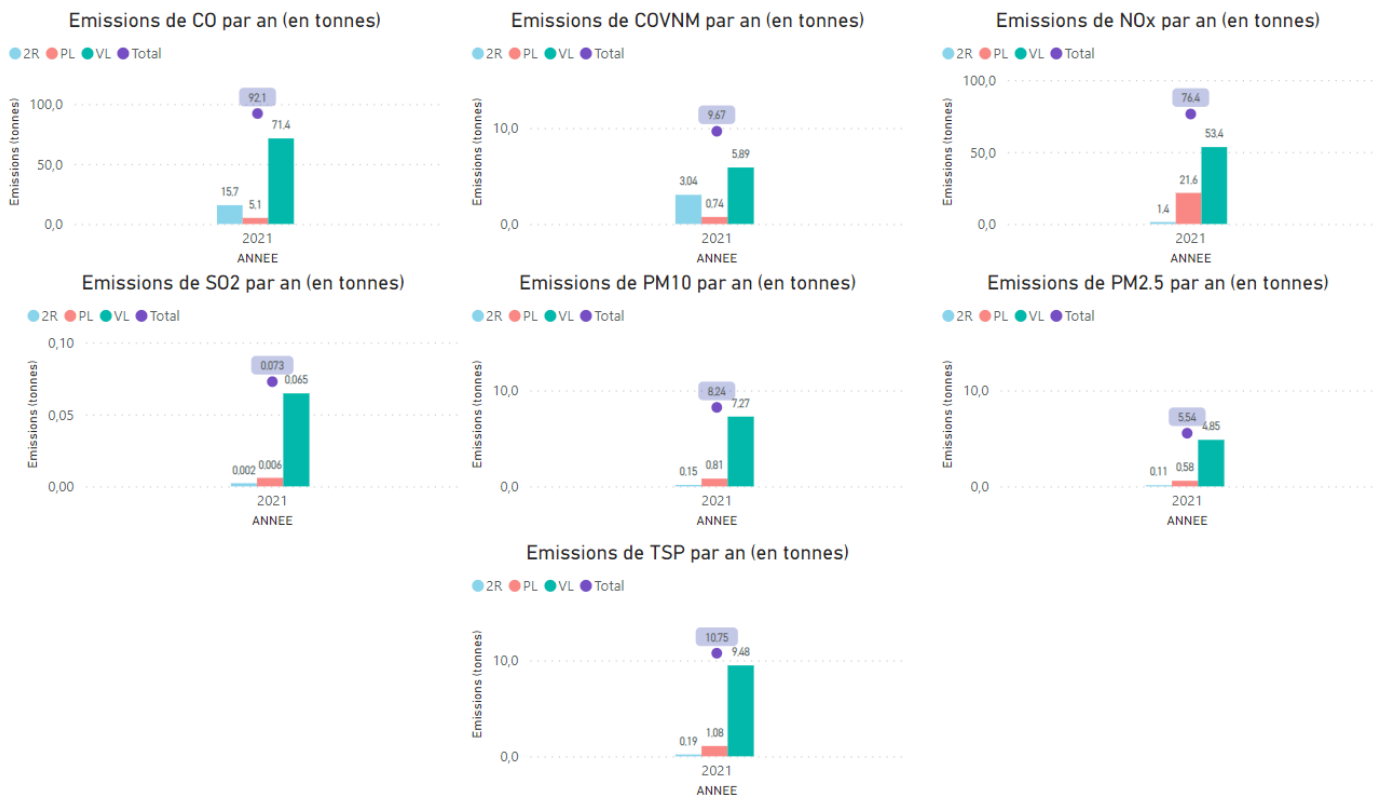 Emissions de CO par an (en tonnes)
2R PL VL Total
Emissions (tonnes)
100,0
50,0
0,0
92,1
15,7
5,1
71,4
2021
ANNEE
Emissions de COVNM par an (en tonnes)
2R PL VL Total
Emissions (tonnes)
10,0
0,0
9,67
3,04
0,74
5,89
2021
ANNEE
Emissions de NOx par an (en tonnes)
2R PL VL Total
Emissions (tonnes)
100,0
50,0
0,0
76,4
1,4
21,6
53,4
2021
ANNEE
Emissions de SO2 par an (en tonnes)
2R PL VL Total
Emissions (tonnes)
0,10
0,05
0,00
0,073
0,002
0,006
0,065
2021
ANNEE
Emissions de PM10 par an (en tonnes)
2R PL VL Total
Emissions (tonnes)
10,0
0,0
8,24
0,15
0,81
7,27
2021
ANNEE
Emissions de PM2.5 par an (en tonnes)
2R PL VL Total
Emissions (tonnes)
10,0
0,0
5,54
0,11
0,58
4,85
2021
ANNEE
Emissions de TSP par an (en tonnes)
2R PL VL Total
Emissions (tonnes)
10,0
0,0
10,75
0,19
1,08
9,48
2021
ANNEE